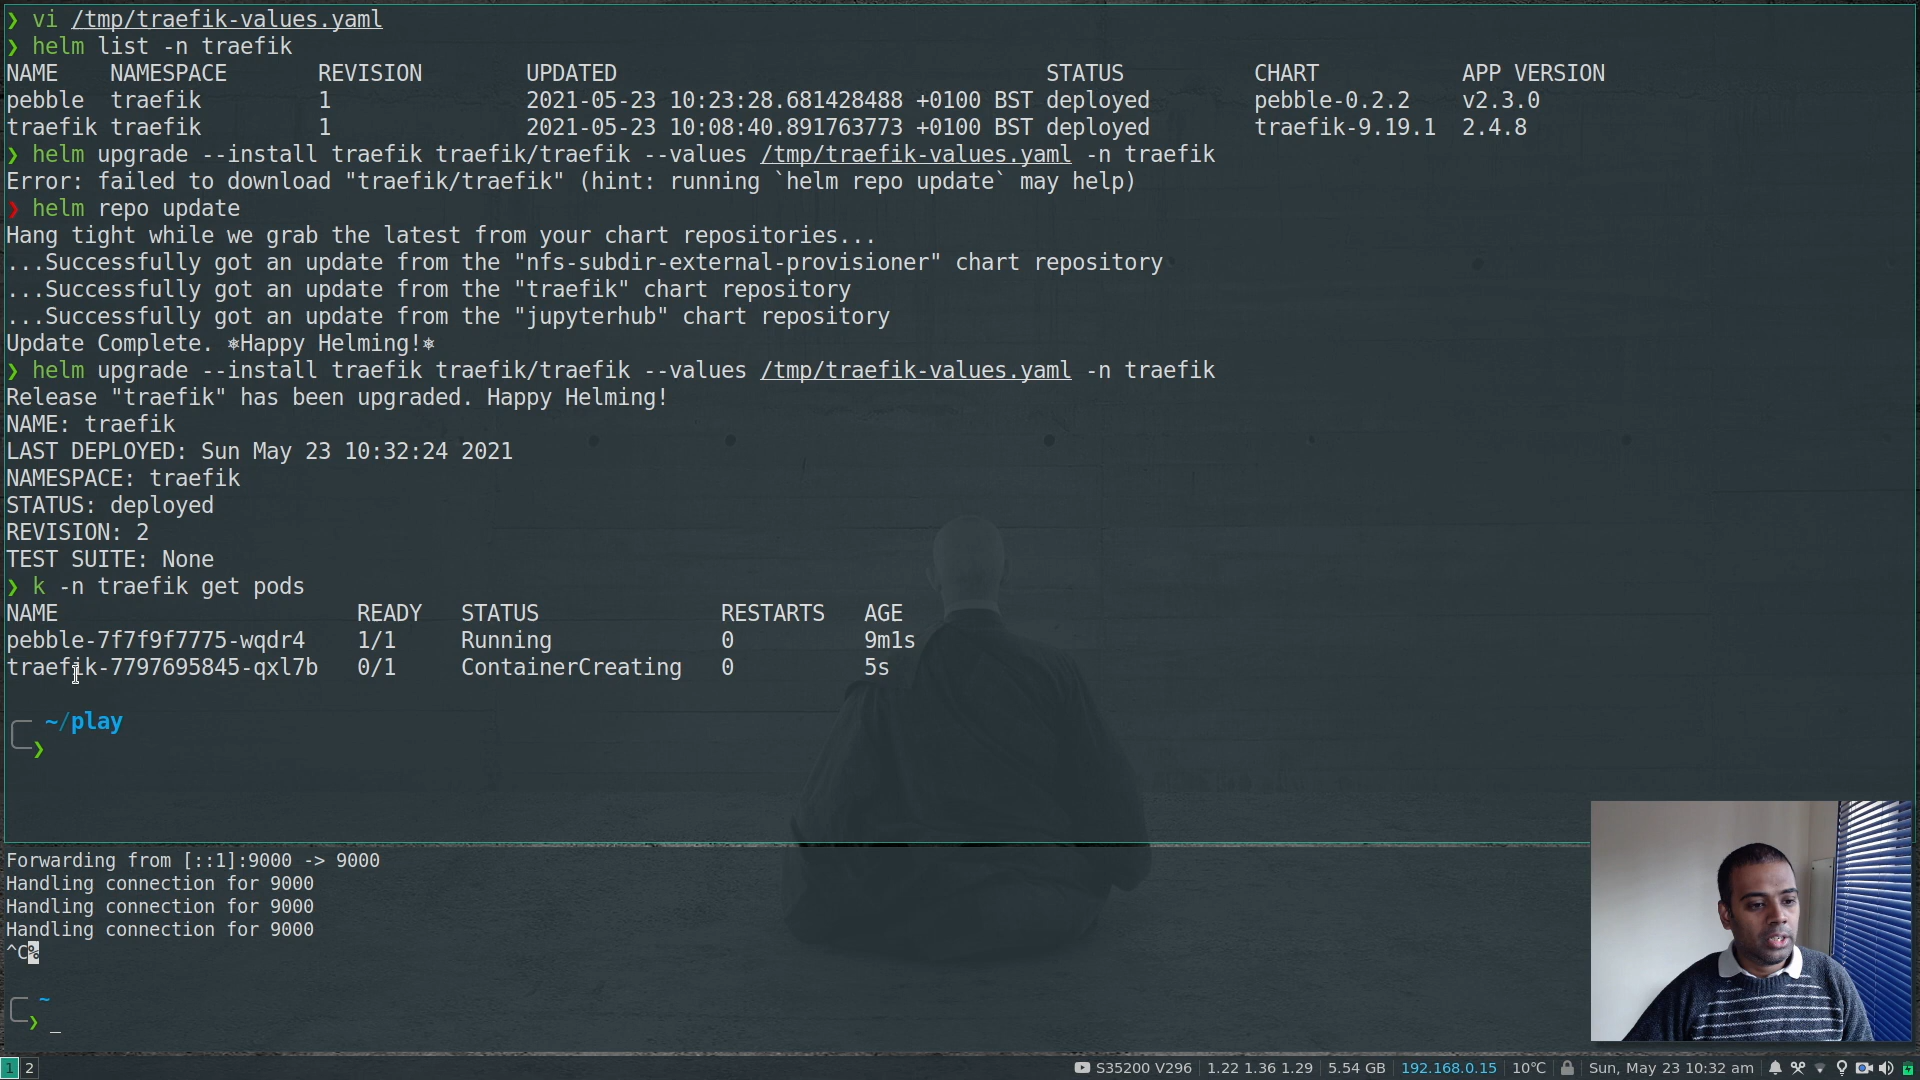 ❯ vi /tmp/traefik-values.yaml
❯ helm list -n traefik
NAME NAMESPACE REVISION UPDATED STATUS CHART APP VERSION
pebble traefik 1 2021-05-23 10:23:28.681428488 +0100 BST deployed pebble-0.2.2 v2.3.0
traefik traefik 1 2021-05-23 10:08:40.891763773 +0100 BST deployed traefik-9.19.1 2.4.8
❯ helm upgrade --install traefik traefik/traefik --values /tmp/traefik-values.yaml -n traefik
Error: failed to download "traefik/traefik" (hint: running `helm repo update` may help)
❯ helm repo update
Hang tight while we grab the latest from your chart repositories...
...Successfully got an update from the "nfs-subdir-external-provisioner" chart repository
...Successfully got an update from the "traefik" chart repository
...Successfully got an update from the "jupyterhub" chart repository
Update Complete. ⎈Happy Helming!⎈
❯ helm upgrade --install traefik traefik/traefik --values /tmp/traefik-values.yaml -n traefik
Release "traefik" has been upgraded. Happy Helming!
NAME: traefik
LAST DEPLOYED: Sun May 23 10:32:24 2021
NAMESPACE: traefik
STATUS: deployed
REVISION: 2
TEST SUITE: None
❯ k -n traefik get pods
NAME READY STATUS RESTARTS AGE
pebble-7f7f9f7775-wqdr4 1/1 Running 0 9m1s
traefik-7797695845-qxl7b 0/1 ContainerCreating 0 5s
~/play
❯
Forwarding from [::1]:9000 -> 9000
Handling connection for 9000
Handling connection for 9000
Handling connection for 9000
^C%
~
❯ _
1 2 S35200 V296 1.22 1.36 1.29 5.54 GB 192.168.0.15 10℃ Sun, May 23 10:32 am